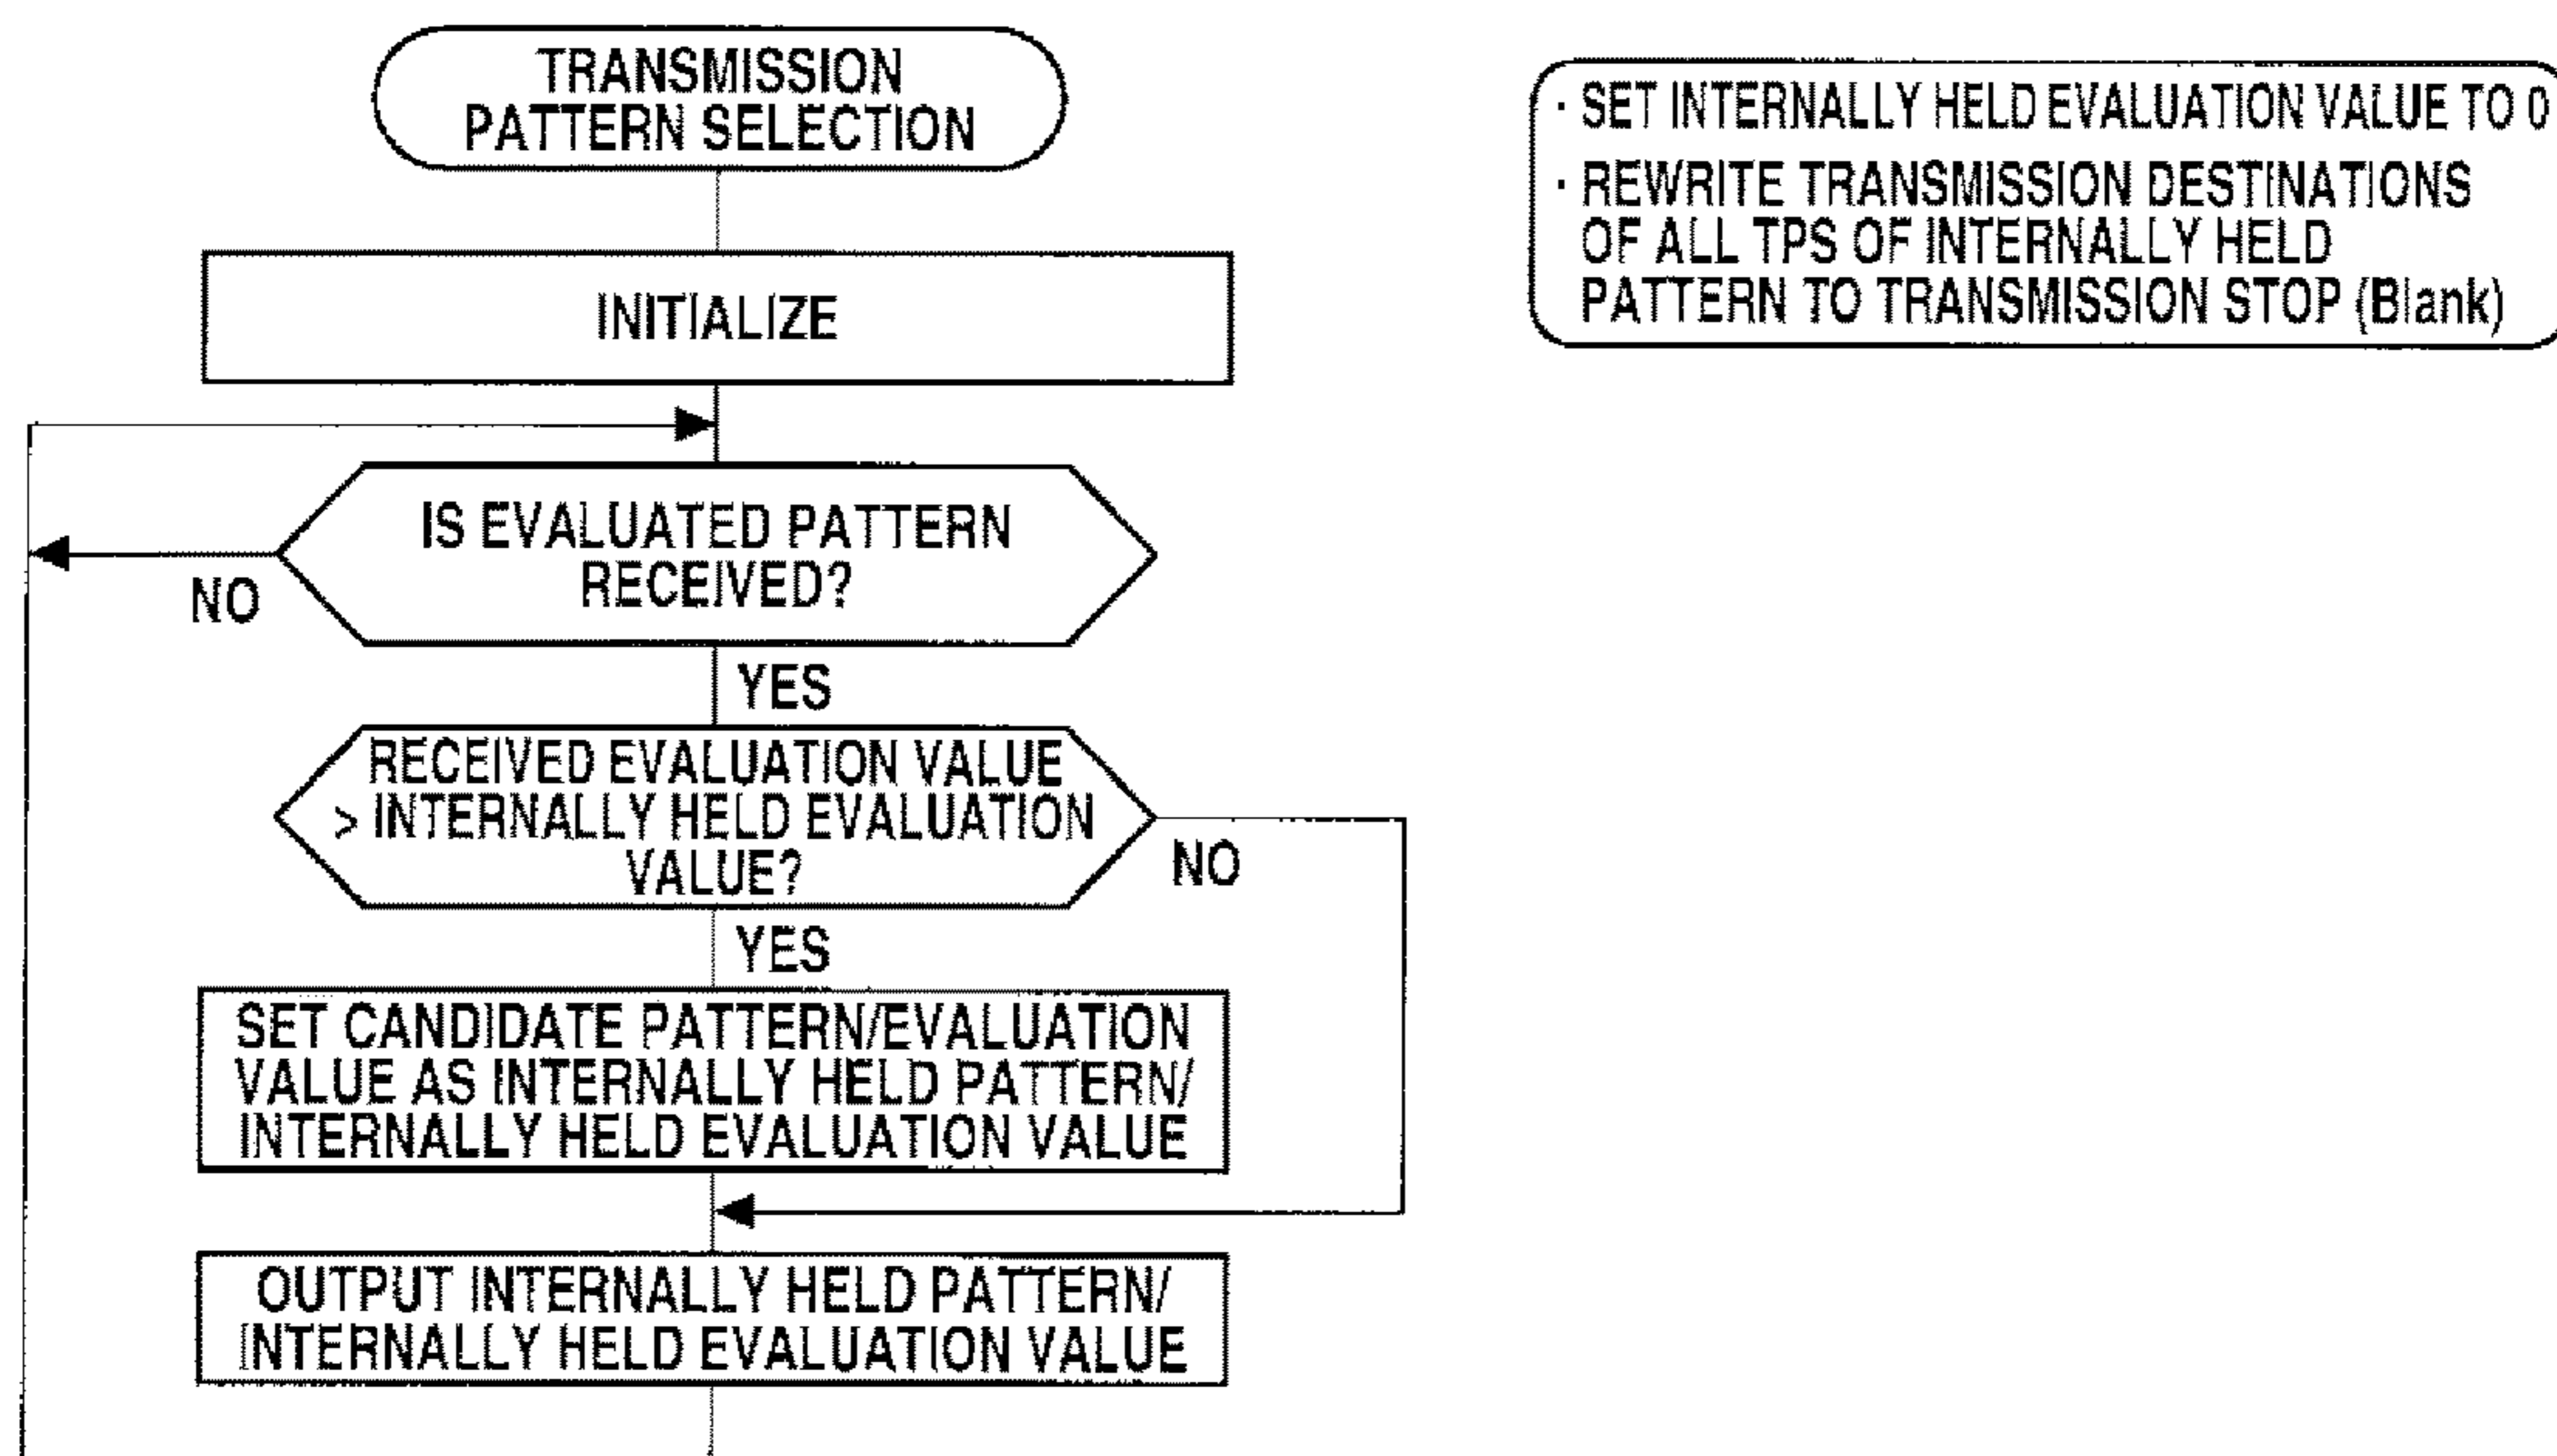 TRANSMISSION
PATTERN SELECTION
· SET INTERNALLY HELD EVALUATION VALUE TO 0
· REWRITE TRANSMISSION DESTINATIONS
OF ALL TPS OF INTERNALLY HELD
PATTERN TO TRANSMISSION STOP (Blank)
INITIALIZE
IS EVALUATED PATTERN
RECEIVED?
NO
YES
RECEIVED EVALUATION VALUE
> INTERNALLY HELD EVALUATION
VALUE?
NO
YES
SET CANDIDATE PATTERN/EVALUATION
VALUE AS INTERNALLY HELD PATTERN/
INTERNALLY HELD EVALUATION VALUE
OUTPUT INTERNALLY HELD PATTERN/
INTERNALLY HELD EVALUATION VALUE